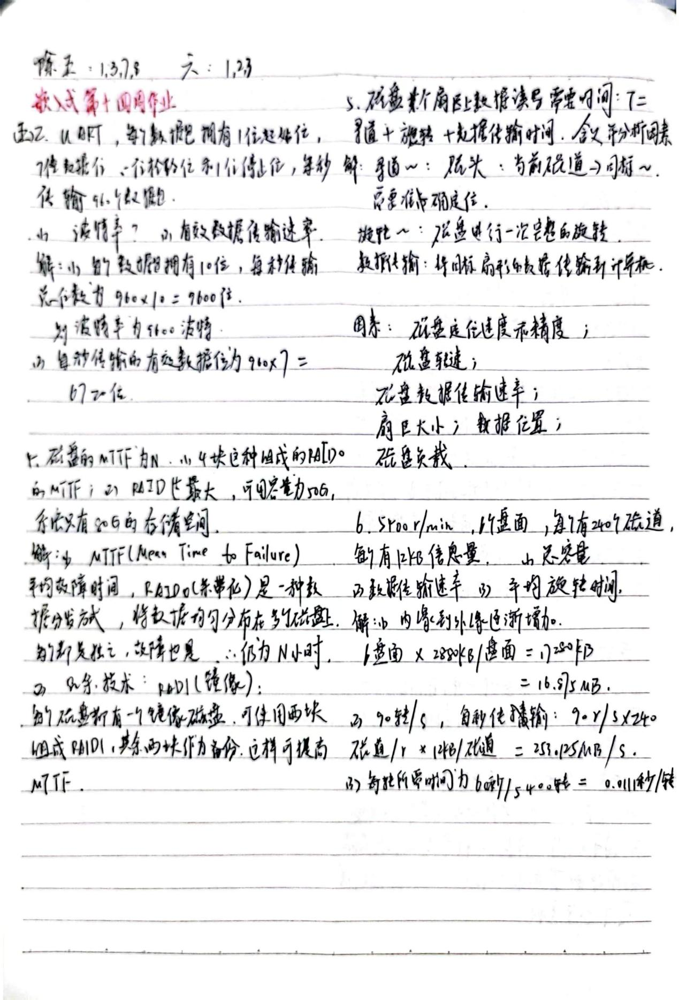 除五：1,3,7,8 六：1,2,3
嵌入式第十四周作业
五、2. UART，每个数据包拥有1位起始位，
7位数据位、一位校验位和1位停止位，每秒
传输960个数据包.
(1) 波特率？ (2) 有效数据传输速率.
解：(1) 每个数据包拥有10位，每秒传输
总位数为 960×10=9600位.
则波特率为9600波特.
(2) 每秒传输的有效数据位为960×7=
6720位.
4. 磁盘的MTTF为N. (1) 4块这种组成的RAID0
的MTTF；(2) RAID 最大，可用容量为50G,
只有80G的存储空间.
解：(1) MTTF(Mean Time to Failure)
平均故障时间，RAID0(条带化)是一种数
据分发方式，将数据均匀分布在多个磁盘上.
每个都是独立，故障也是 ∴仍为N小时.
(2) 冗余技术：RAD1(镜像)：
每个磁盘都有一个镜像磁盘.可使用两块
组成RAID1，其余两块作为备份.这样可提高
MTTF.
5. 磁盘某个扇区上数据读写需要时间：T=
寻道+旋转+数据传输时间.含义并分析因素
解：寻道～：磁头：当前磁道→目标～.
需要准确定位.
旋转～：磁盘进行一次完整的旋转.
数据传输：将目标扇形的数据传输到计算机.
因素：磁盘定位速度和精度；
磁盘转速；
磁盘数据传输速率；
扇区大小；数据位置；
磁盘负载.
6. 5400r/min，6个盘面，每个有240个磁道，
每个有12KB信息量. (1) 总容量
(2) 数据传输速率 (3) 平均旋转时间.
解：(1) 内缘到外缘逐渐增加.
6盘面×2880KB/盘面=17280KB
=16.875MB.
(2) 90转/s，每秒传输：90r/s×240
磁道/r×12KB/磁道=253.125MB/s.
(3) 每转所需时间为60秒/5400转=0.0111秒/转